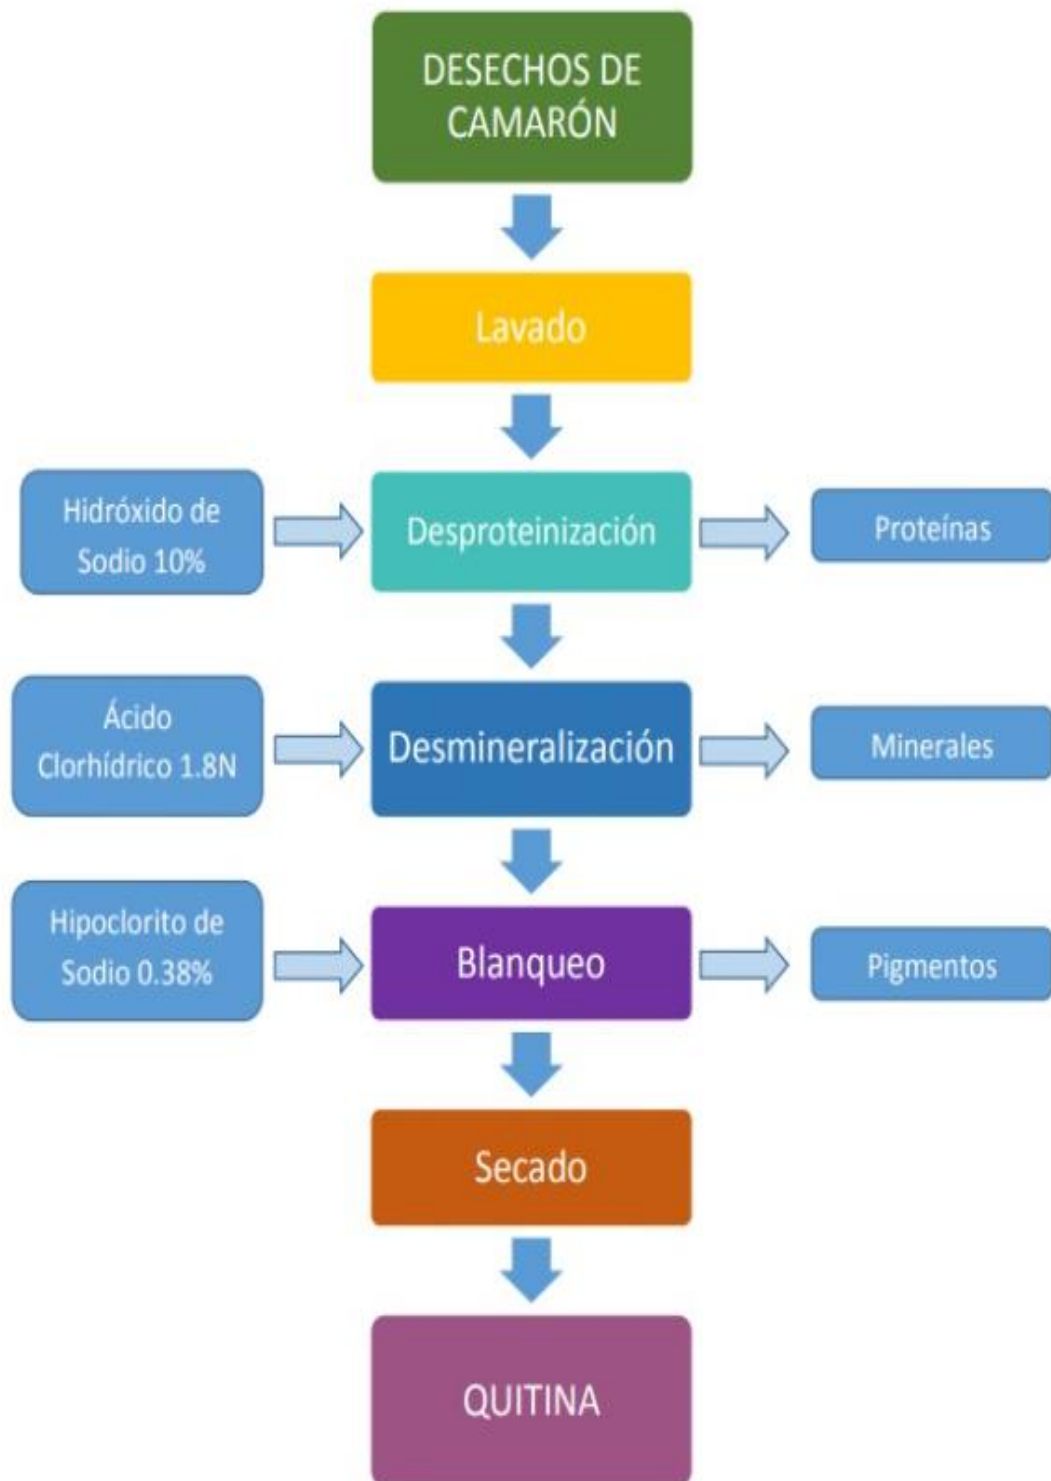 DESECHOS DE
CAMARÓN
Lavado
Hidróxido de
Sodio 10%
Desproteinización
Proteínas
Ácido
Clorhídrico 1.8N
Desmineralización
Minerales
Hipoclorito de
Sodio 0.38%
Blanqueo
Pigmentos
Secado
QUITINA